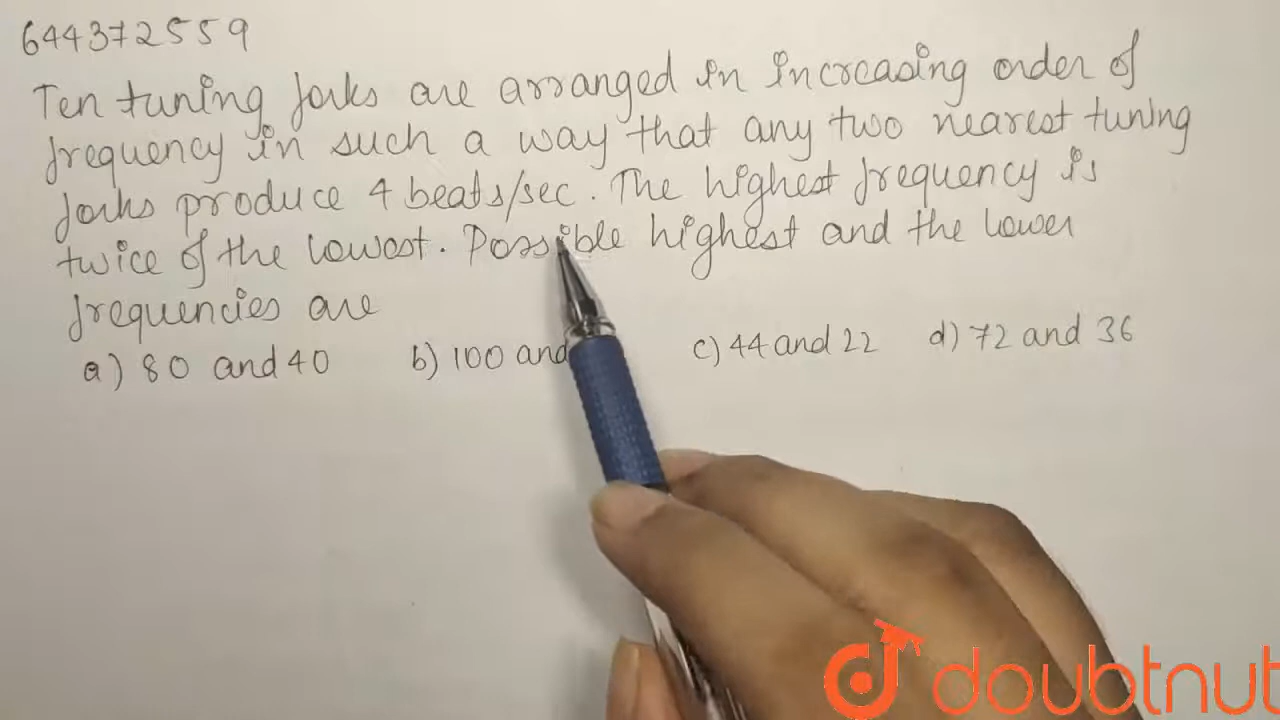 644372559
Ten tuning forks are arranged in increasing order of
frequency in such a way that any two nearest tuning
forks produce 4 beats/sec. The highest frequency is
twice of the lowest. Possible highest and the lower
frequencies are
a) 80 and 40 b) 100 and c) 44 and 22 d) 72 and 36
doubtnut